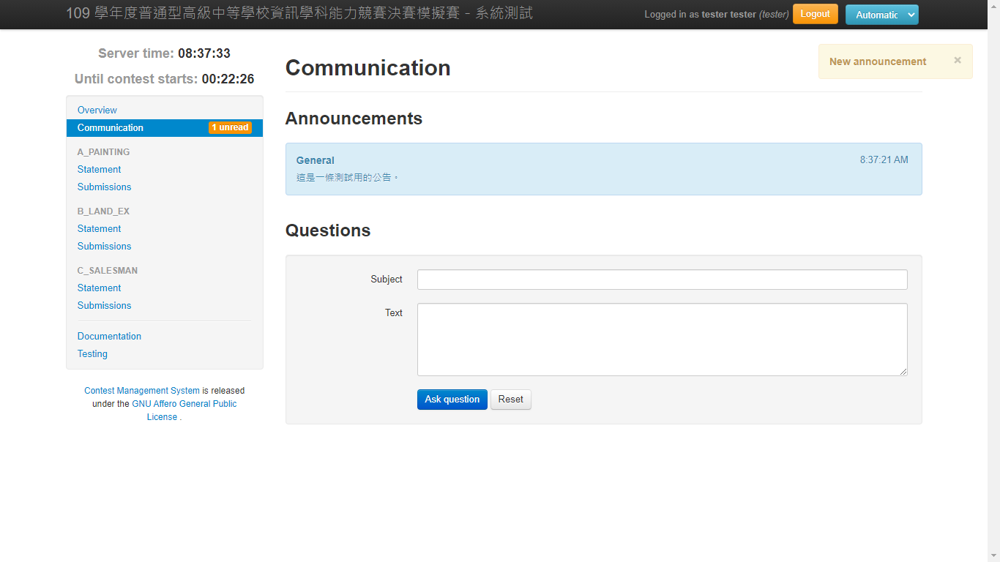 109 學年度普通型高級中等學校資訊學科能力競賽決賽模擬賽 - 系統測試
Logged in as tester tester (tester)
Logout
Automatic
Server time: 08:37:33
Until contest starts: 00:22:26
Overview
Communication 1 unread
A_PAINTING
Statement
Submissions
B_LAND_EX
Statement
Submissions
C_SALESMAN
Statement
Submissions
Documentation
Testing
Contest Management System is released
under the GNU Affero General Public
License .
Communication
New announcement ×
Announcements
General 8:37:21 AM
這是一條測試用的公告。
Questions
Subject
Text
Ask question
Reset